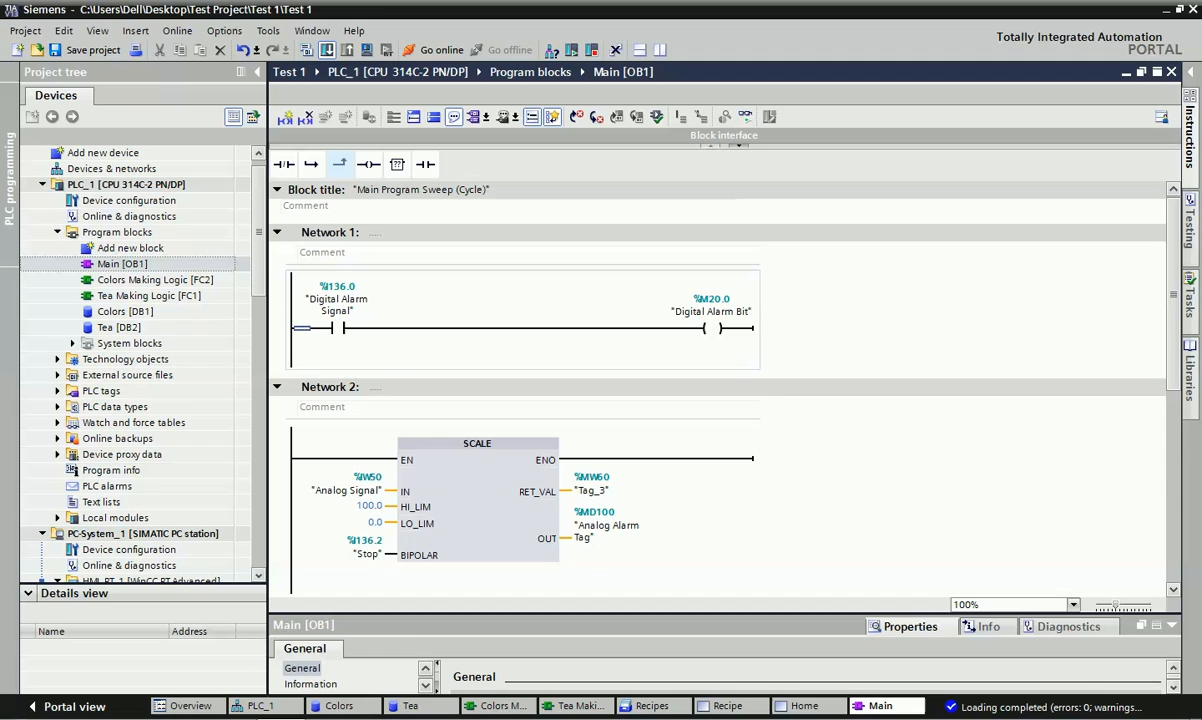 Siemens - C:\Users\Dell\Desktop\Test Project\Test 1\Test 1
Project Edit View Insert Online Options Tools Window Help
Totally Integrated Automation
PORTAL
Save project
Go online
Go offline
Project tree
Test 1 PLC_1 [CPU 314C-2 PN/DP] Program blocks Main [OB1]
Devices
Block interface
PLC programming
Add new device
Devices & networks
PLC_1 [CPU 314C-2 PN/DP]
Device configuration
Online & diagnostics
Program blocks
Add new block
Main [OB1]
Colors Making Logic [FC2]
Tea Making Logic [FC1]
Colors [DB1]
Tea [DB2]
System blocks
Technology objects
External source files
PLC tags
PLC data types
Watch and force tables
Online backups
Device proxy data
Program info
PLC alarms
Text lists
Local modules
PC-System_1 [SIMATIC PC station]
Device configuration
Online & diagnostics
HMI_RT_1 [WinCC RT Advanced]
Details view
Name Address
Block title: "Main Program Sweep (Cycle)"
Comment
Network 1: .....
Comment
%I136.0
"Digital Alarm
Signal"
%M20.0
"Digital Alarm Bit"
Network 2: .....
Comment
SCALE
EN ENO
%IW50
"Analog Signal" IN
100.0 HI_LIM
0.0 LO_LIM
%I136.2
"Stop" BIPOLAR
%MW60
RET_VAL "Tag_3"
%MD100
"Analog Alarm
OUT Tag"
100%
Instructions
Testing
Tasks
Libraries
Main [OB1]
Properties Info Diagnostics
General
General
Information
General
Portal view Overview PLC_1 Colors Tea Colors M... Tea Maki... Recipes Recipe Home Main Loading completed (errors: 0; warnings...